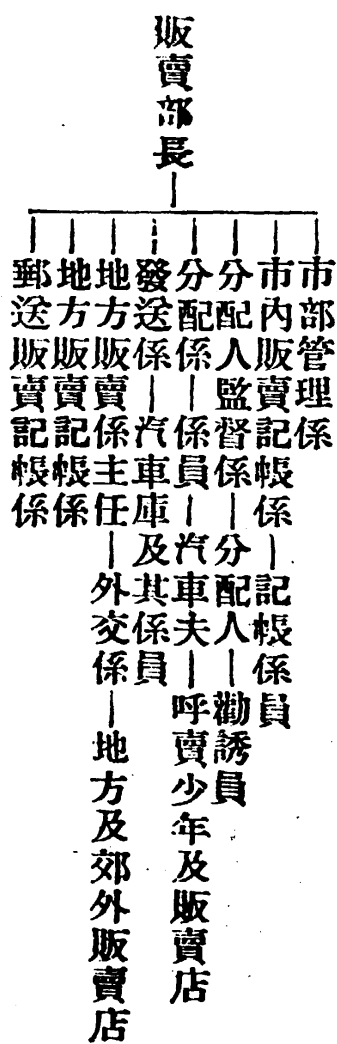 販賣部長
市部管理係
市内販賣記帳係—記帳係員
分配人監督係—分配人—勸誘員
分配係—係員—汽車夫—呼賣少年及販賣店
發送係—汽車庫及其係員
地方販賣係主任—外交係—地方及郊外販賣店
地方販賣記帳係
郵送販賣記帳係